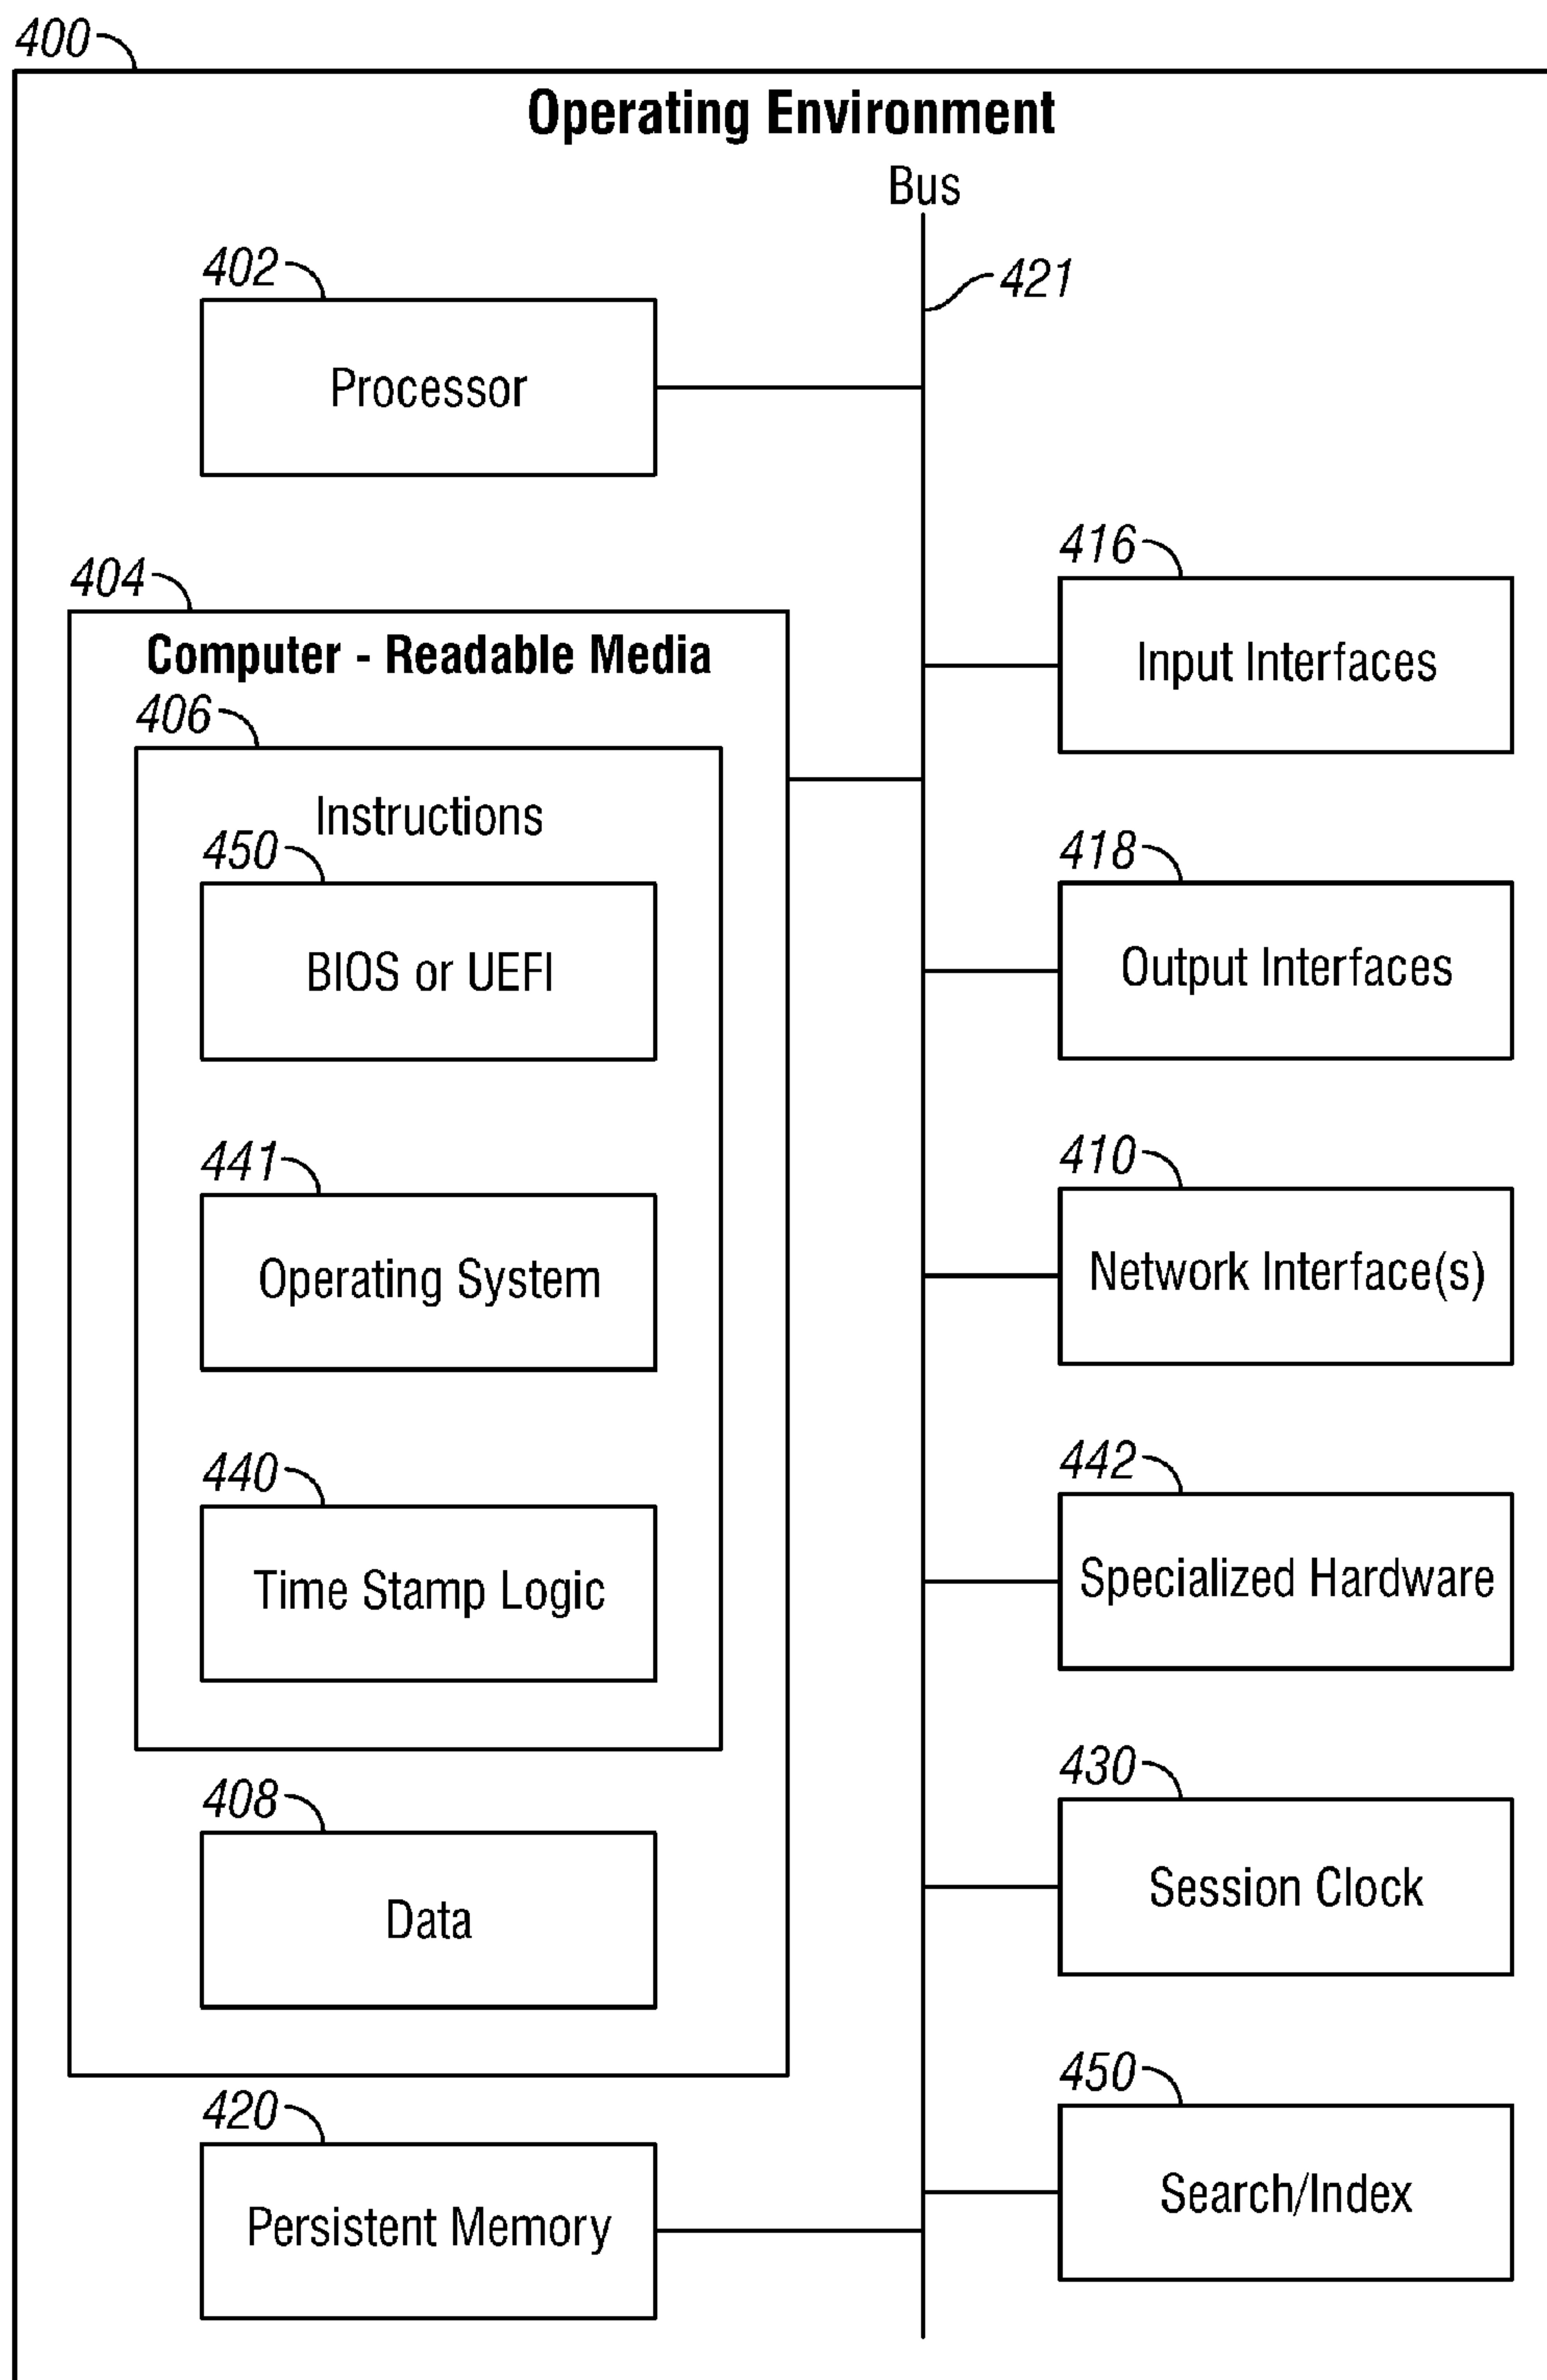 400
Operating Environment
Bus
421
402
Processor
404
Computer - Readable Media
406
Instructions
450
BIOS or UEFI
441
Operating System
440
Time Stamp Logic
408
Data
420
Persistent Memory
416
Input Interfaces
418
Output Interfaces
410
Network Interface(s)
442
Specialized Hardware
430
Session Clock
450
Search/Index